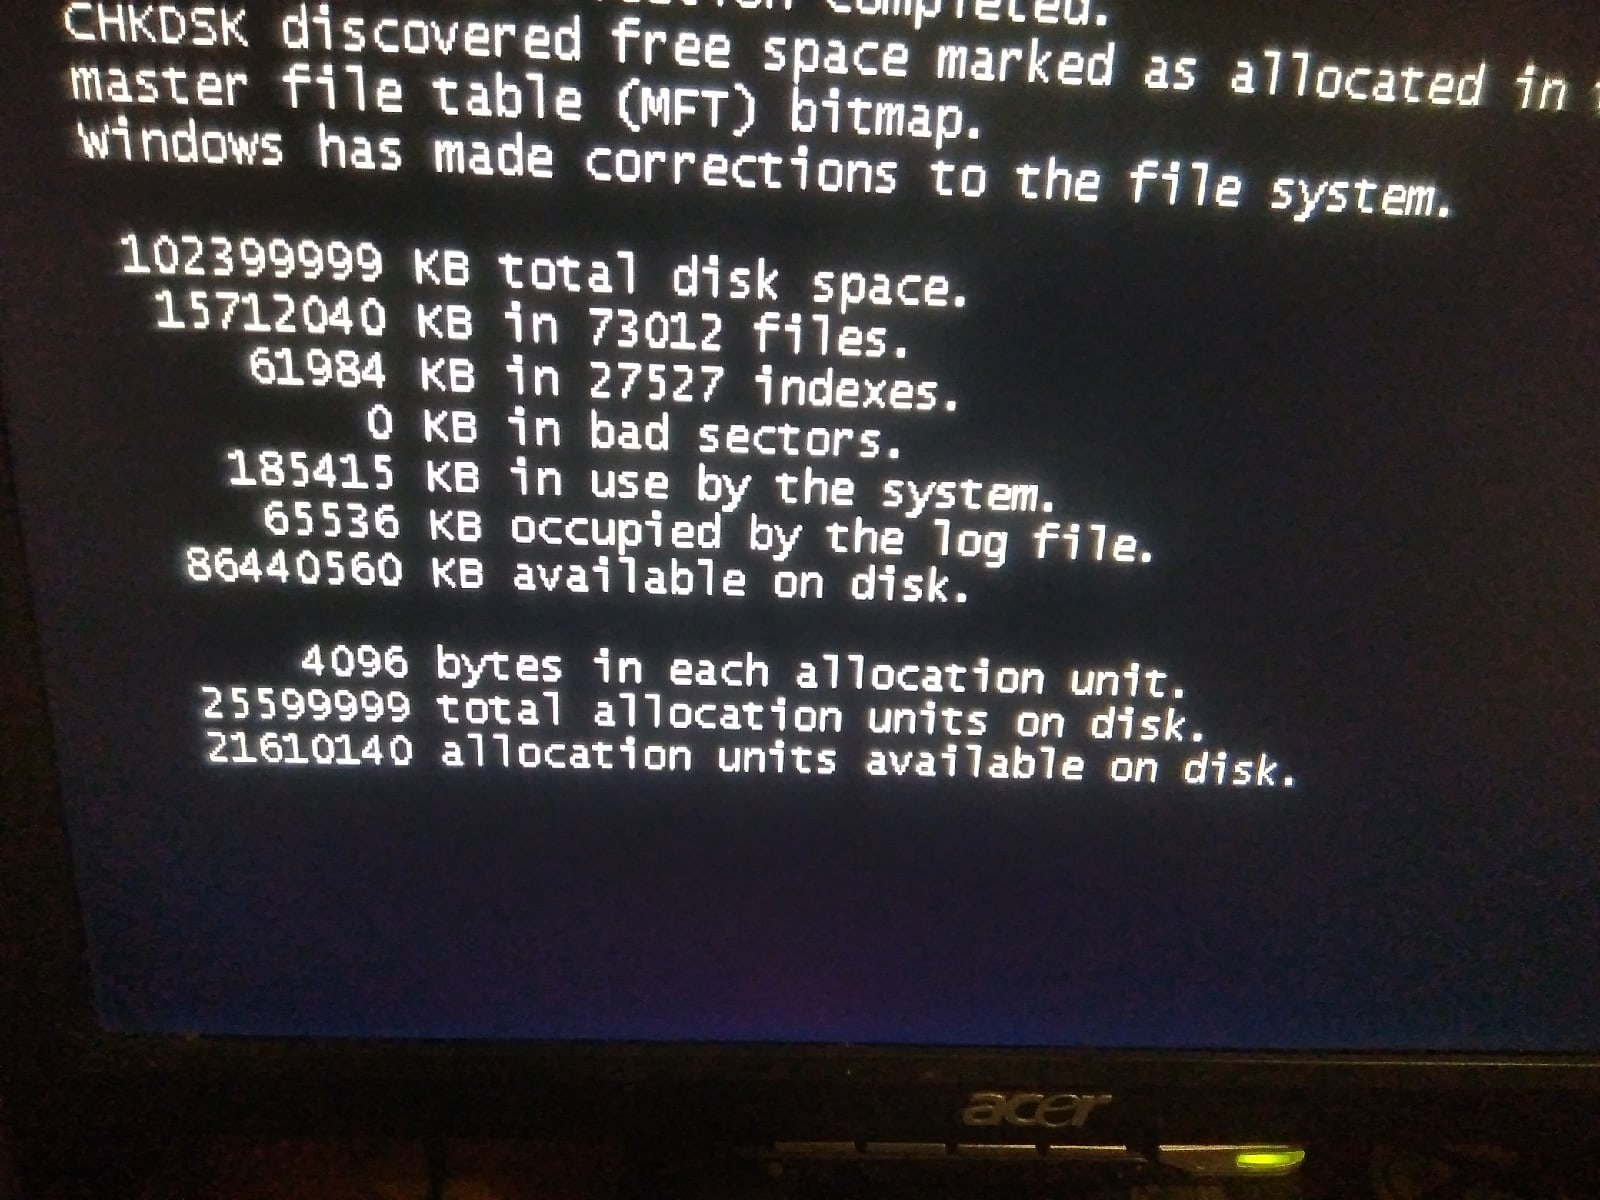 completed.
CHKDSK discovered free space marked as allocated in
master file table (MFT) bitmap.
Windows has made corrections to the file system.
102399999 KB total disk space.
15712040 KB in 73012 files.
61984 KB in 27527 indexes.
0 KB in bad sectors.
185415 KB in use by the system.
65536 KB occupied by the log file.
86440560 KB available on disk.
4096 bytes in each allocation unit.
25599999 total allocation units on disk.
21610140 allocation units available on disk.
acer